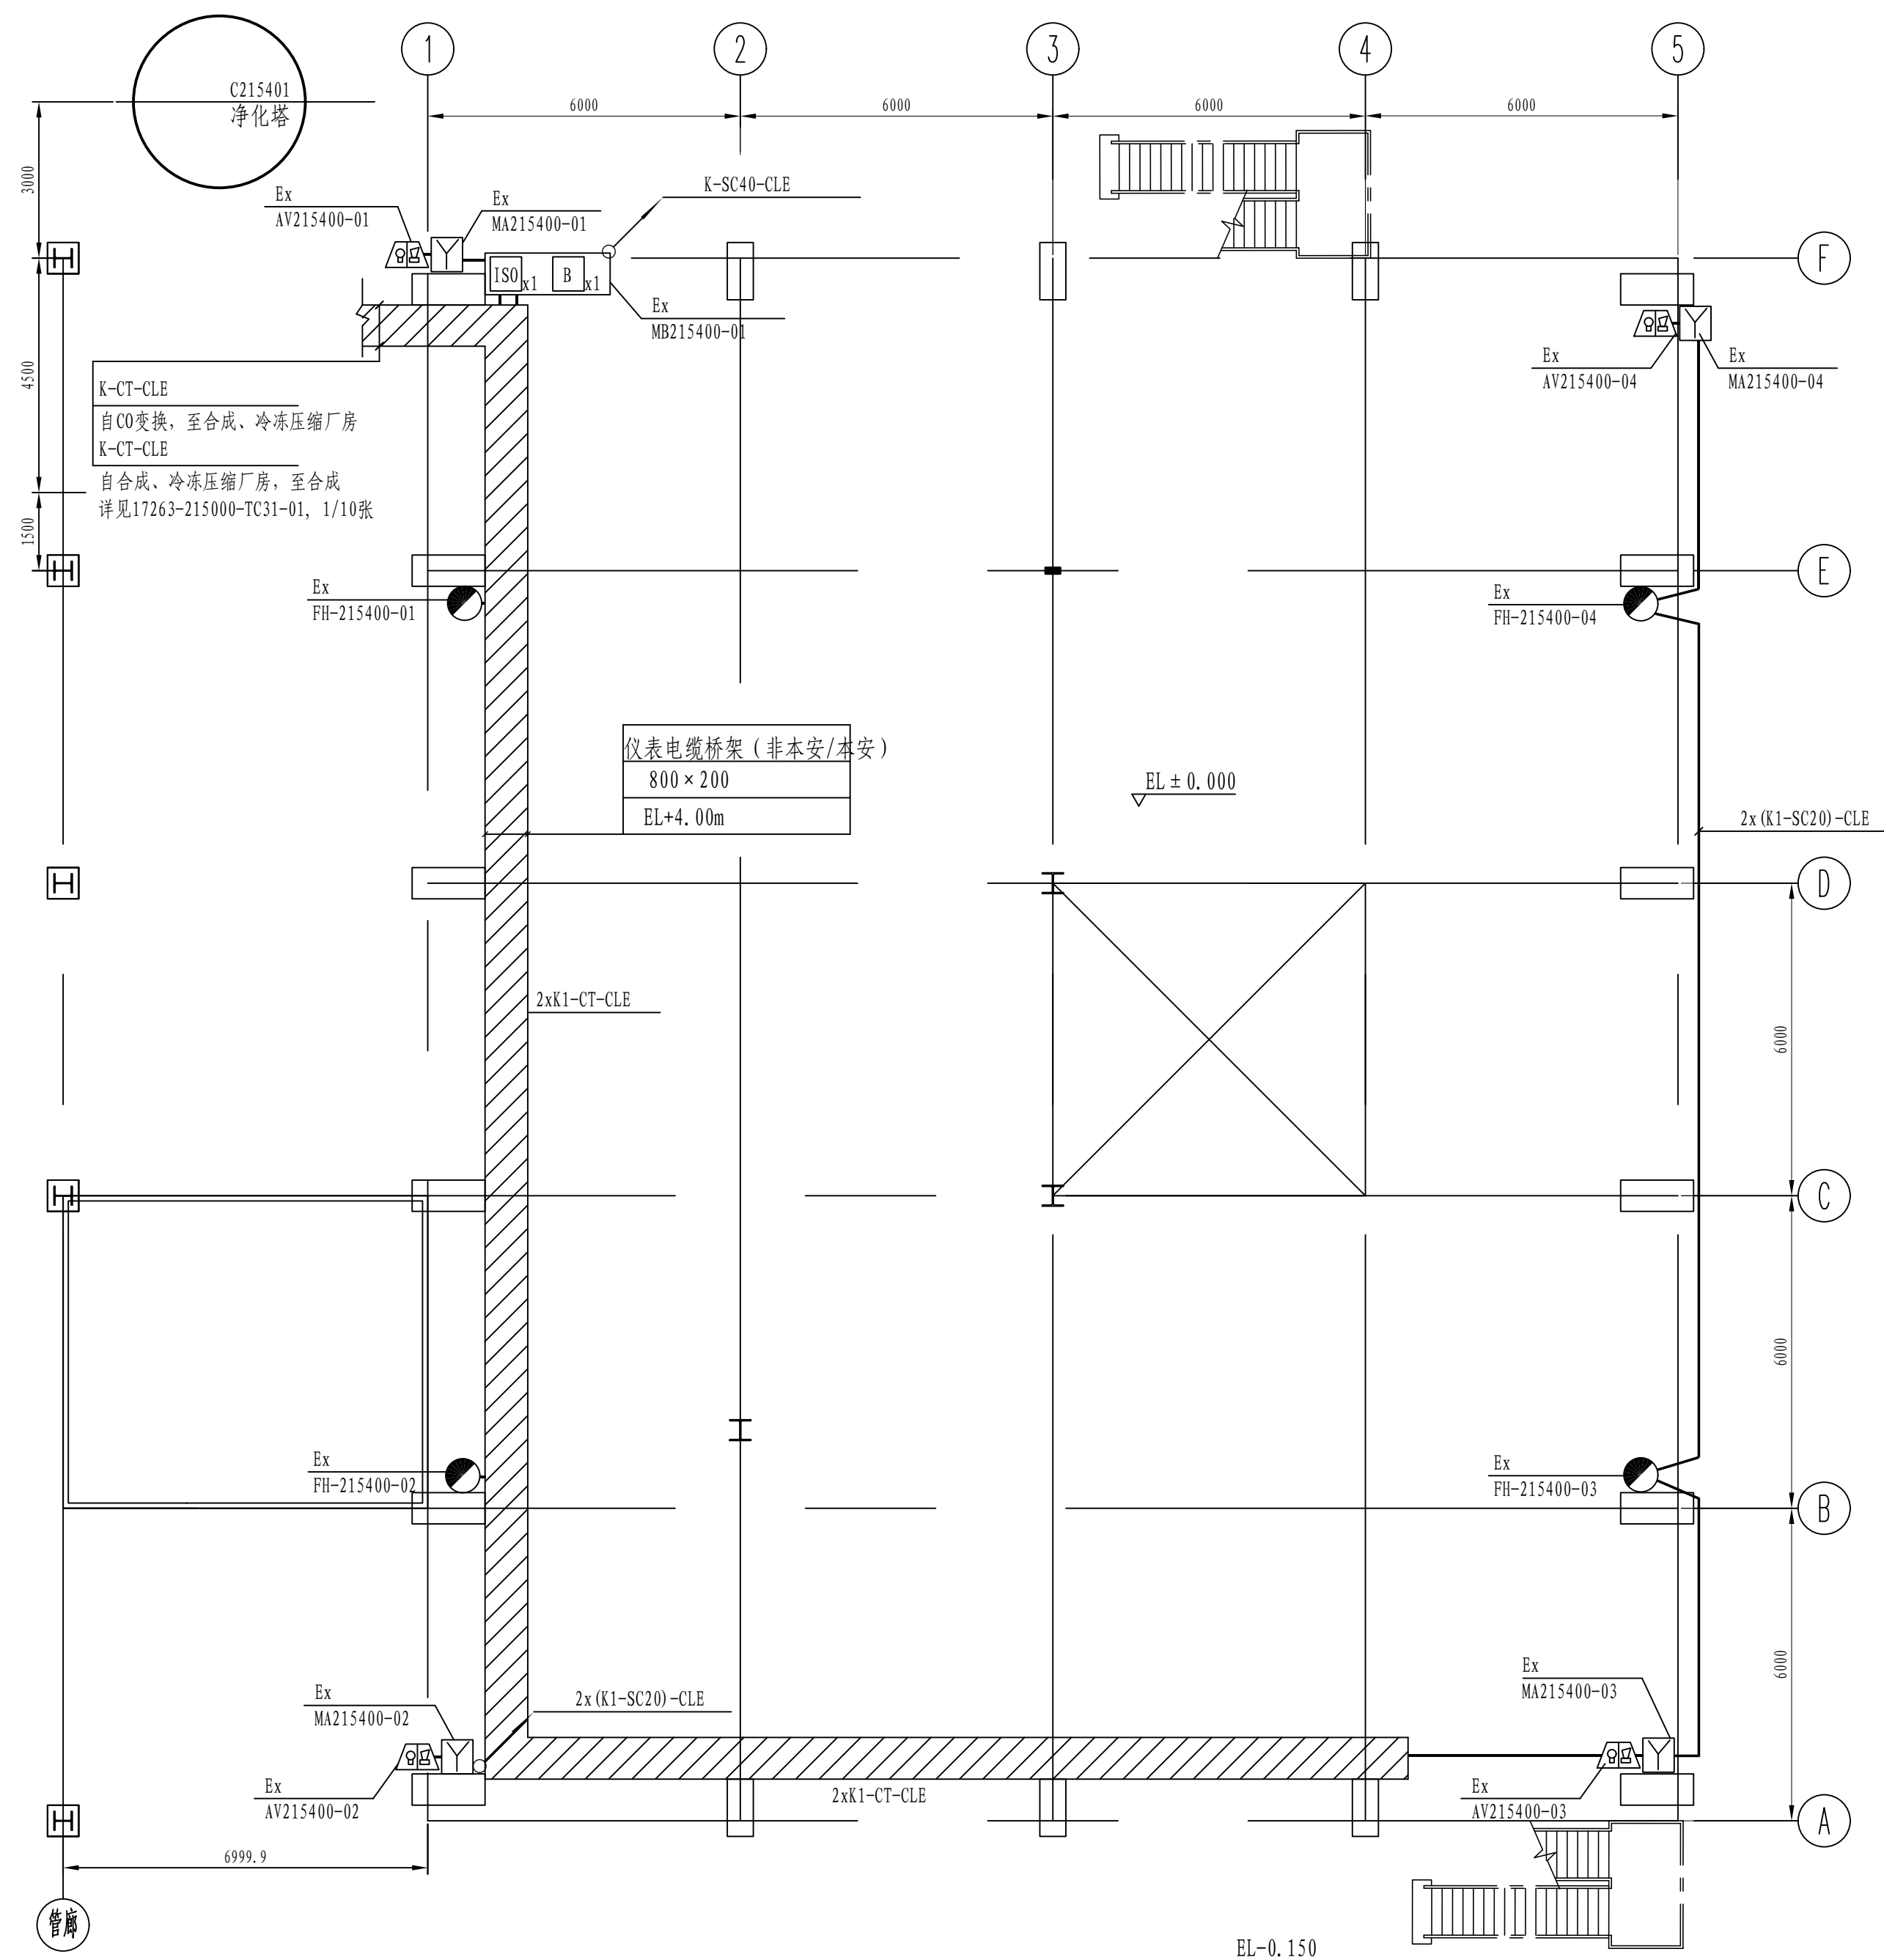 1
2
3
4
5
C215401
净化塔
6000
6000
6000
6000
3000
K-SC40-CLE
Ex
AV215400-01
Ex
MA215400-01
F
ISO
x1
B
x1
Ex
MB215400-01
Ex
AV215400-04
Ex
MA215400-04
4500
K-CT-CLE
自CO变换，至合成、冷冻压缩厂房
K-CT-CLE
自合成、冷冻压缩厂房，至合成
详见17263-215000-TC31-01, 1/10张
1500
E
Ex
FH-215400-01
Ex
FH-215400-04
仪表电缆桥架（非本安/本安）
800×200
EL+4.00m
EL±0.000
2x(K1-SC20)-CLE
D
2xK1-CT-CLE
6000
C
6000
Ex
FH-215400-02
Ex
FH-215400-03
B
6000
Ex
MA215400-02
2x(K1-SC20)-CLE
Ex
MA215400-03
Ex
AV215400-02
2xK1-CT-CLE
Ex
AV215400-03
A
6999.9
管廊
EL-0.150